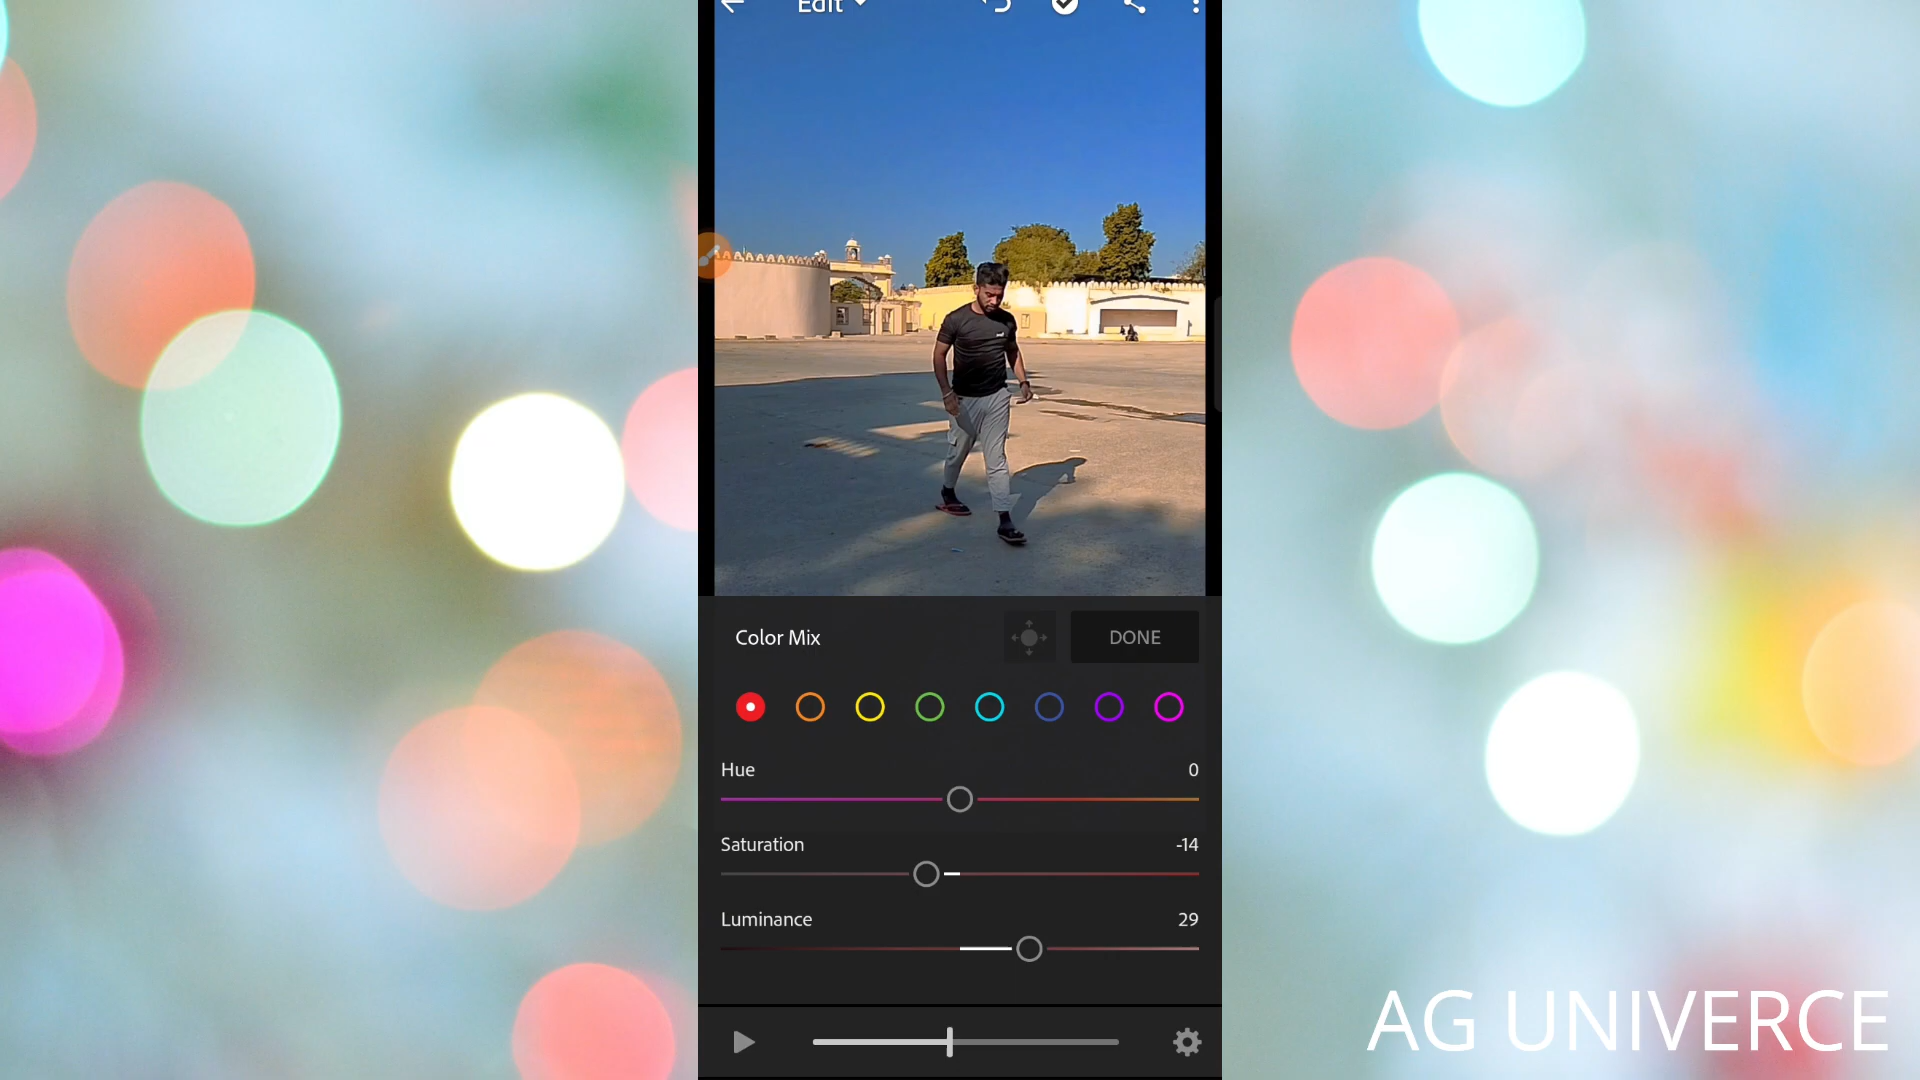 Edit
Color Mix
DONE
Hue
0
Saturation
-14
Luminance
29
AG UNIVERCE